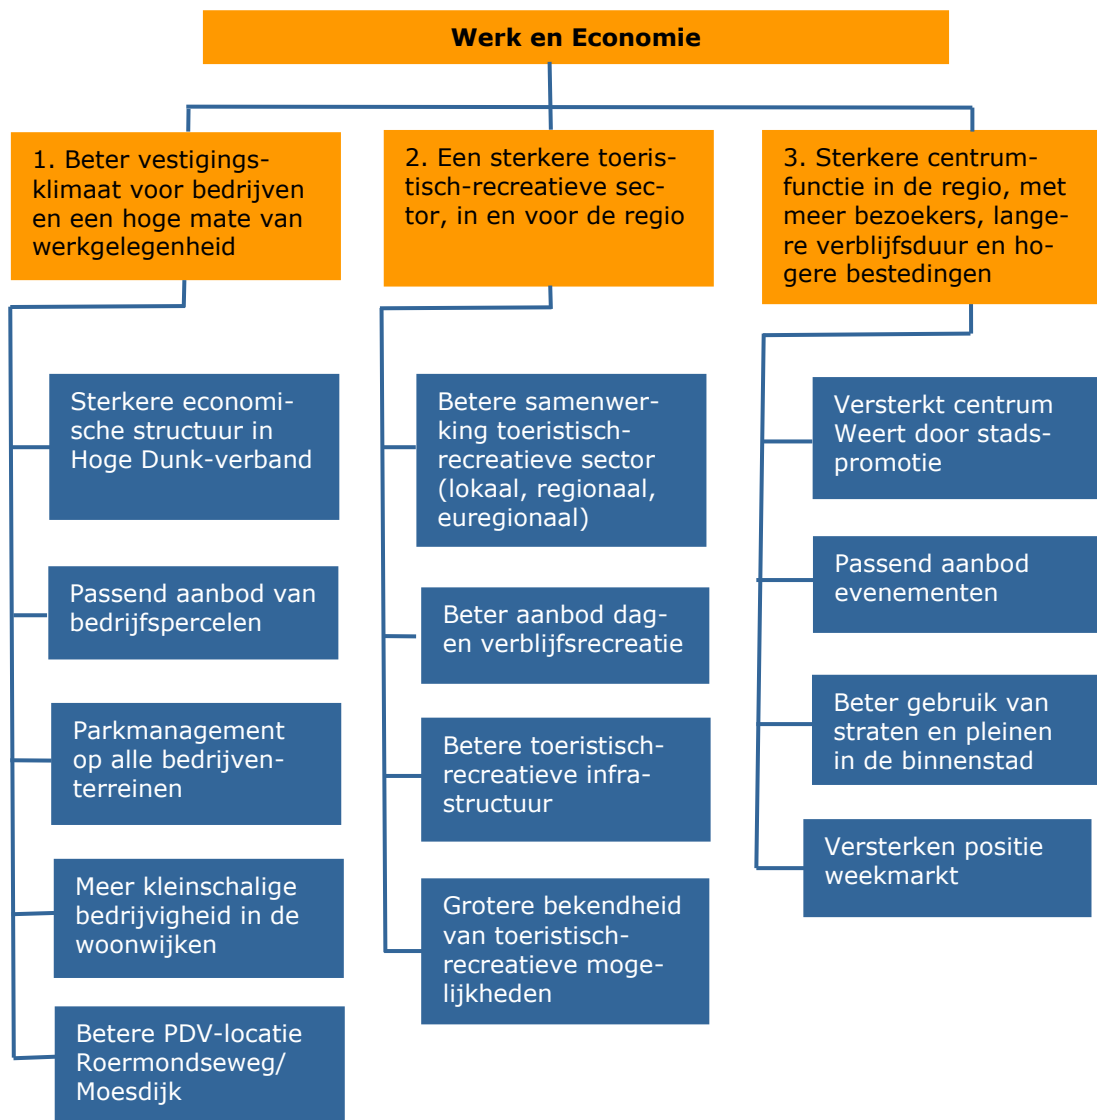 Werk en Economie
1. Beter vestigings-
klimaat voor bedrijven
en een hoge mate van
werkgelegenheid
2. Een sterkere toeris-
tisch-recreatieve sec-
tor, in en voor de regio
3. Sterkere centrum-
functie in de regio, met
meer bezoekers, lange-
re verblijfsduur en ho-
gere bestedingen
Sterkere economi-
sche structuur in
Hoge Dunk-verband
Passend aanbod van
bedrijfspercelen
Parkmanagement
op alle bedrijven-
terreinen
Meer kleinschalige
bedrijvigheid in de
woonwijken
Betere PDV-locatie
Roermondseweg/
Moesdijk
Betere samenwer-
king toeristisch-
recreatieve sector
(lokaal, regionaal,
euregionaal)
Beter aanbod dag-
en verblijfsrecreatie
Betere toeristisch-
recreatieve infra-
structuur
Grotere bekendheid
van toeristisch-
recreatieve moge-
lijkheden
Versterkt centrum
Weert door stads-
promotie
Passend aanbod
evenementen
Beter gebruik van
straten en pleinen
in de binnenstad
Versterken positie
weekmarkt